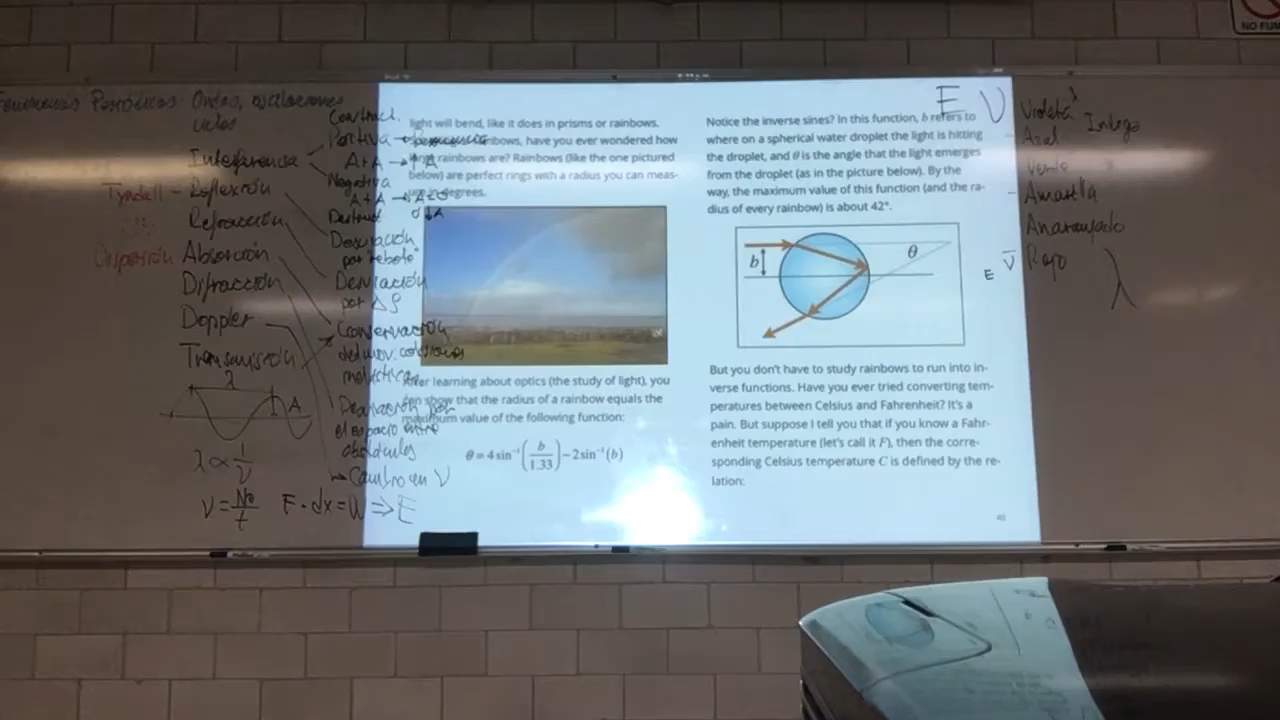 Fenómenos Periódicos: Ondas, oscilaciones
ciclos
Interferencia
Tyndall - Reflexión
Refracción
Dispersión Absorción
Difracción
Doppler
Transmisión
λ
A
λ ∝ 1/ν
ν = No/t F · dx = W ⇒ E
Construct.
Positiva
A+A →
Negativa
A+A →
Destruct
Desviación
por "rebote"
Desviación
por Δρ
Conservación
del mov.
Desviación por
el espacio entre
obstáculos
Cambio en ν
light will bend, like it does in prisms or rainbows.
have you ever wondered how
rainbows are? Rainbows (like the one pictured
below) are perfect rings with a radius you can meas-
ure in degrees.
After learning about optics (the study of light), you
can show that the radius of a rainbow equals the
maximum value of the following function:
θ = 4 sin⁻¹(b/1.33) − 2 sin⁻¹(b)
E ν
Notice the inverse sines? In this function, b refers to
where on a spherical water droplet the light is hitting
the droplet, and θ is the angle that the light emerges
from the droplet (as in the picture below). By the
way, the maximum value of this function (and the ra-
dius of every rainbow) is about 42°.
b
θ
But you don't have to study rainbows to run into in-
verse functions. Have you ever tried converting tem-
peratures between Celsius and Fahrenheit? It's a
pain. But suppose I tell you that if you know a Fahr-
enheit temperature (let's call it F), then the corre-
sponding Celsius temperature C is defined by the re-
lation:
Violeta
Azul
Verde
Amarilla
Anaranjado
Rojo
λ
NO FUM